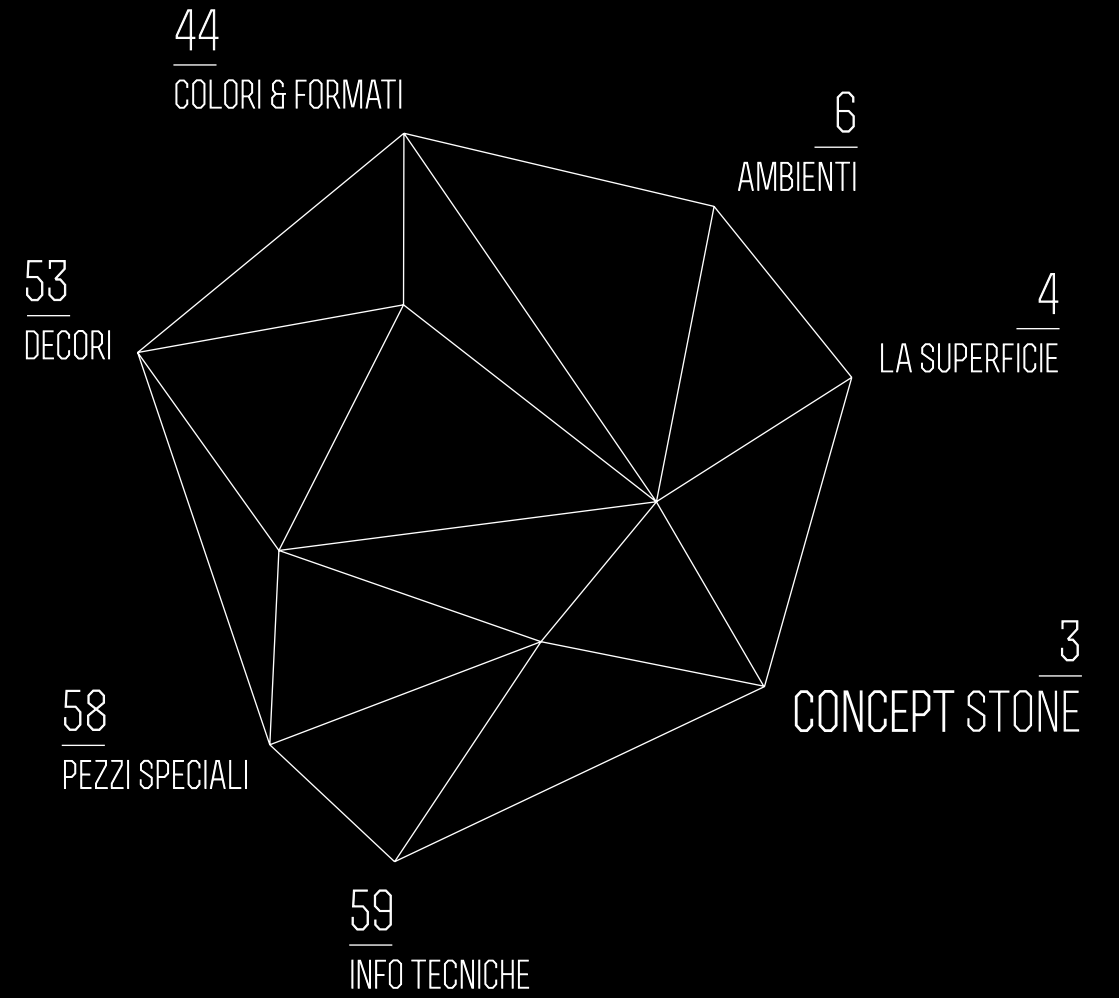 44
COLORI & FORMATI
6
AMBIENTI
53
DECORI
4
LA SUPERFICIE
3
CONCEPT STONE
58
PEZZI SPECIALI
59
INFO TECNICHE